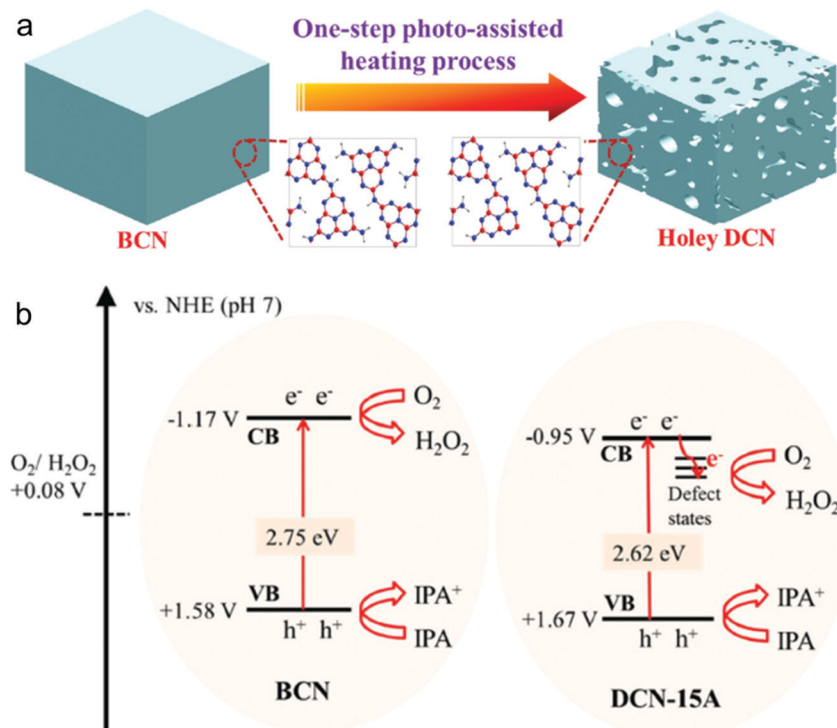 a
One-step photo-assisted
heating process
BCN
Holey DCN
b
vs. NHE (pH 7)
O₂/ H₂O₂
+0.08 V
-1.17 V
e⁻ e⁻
CB
O₂
H₂O₂
2.75 eV
+1.58 V
VB
h⁺ h⁺
IPA⁺
IPA
BCN
-0.95 V
e⁻ e⁻
CB
e⁻
Defect
states
O₂
H₂O₂
2.62 eV
+1.67 V
VB
h⁺ h⁺
IPA⁺
IPA
DCN-15A